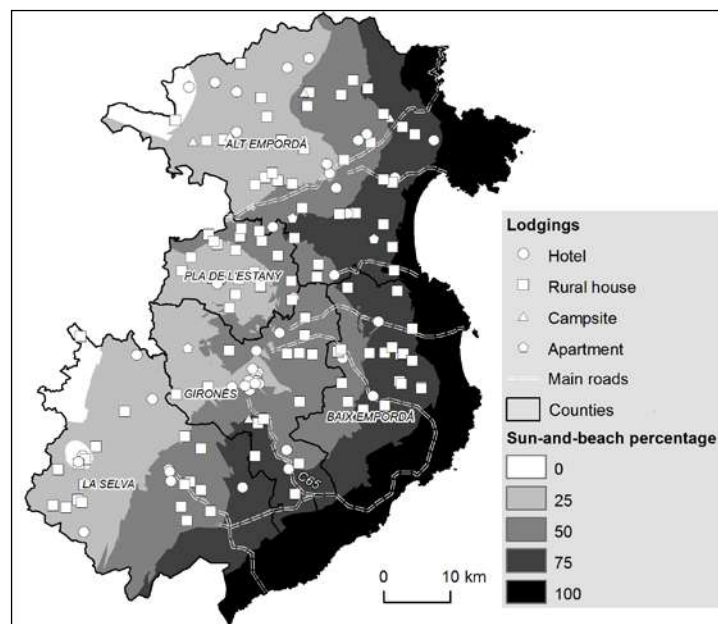 ALT EMPORDÀ
PLA DE L'ESTANY
GIRONÈS
BAIX EMPORDÀ
LA SELVA
C65
Lodgings
Hotel
Rural house
Campsite
Apartment
Main roads
Counties
Sun-and-beach percentage
0
25
50
75
100
0 10 km